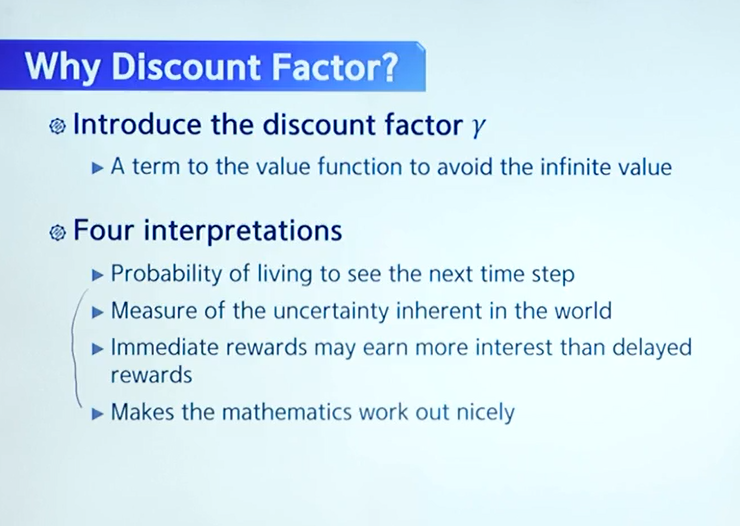 Why Discount Factor?
Introduce the discount factor γ
A term to the value function to avoid the infinite value
Four interpretations
Probability of living to see the next time step
Measure of the uncertainty inherent in the world
Immediate rewards may earn more interest than delayed
rewards
Makes the mathematics work out nicely